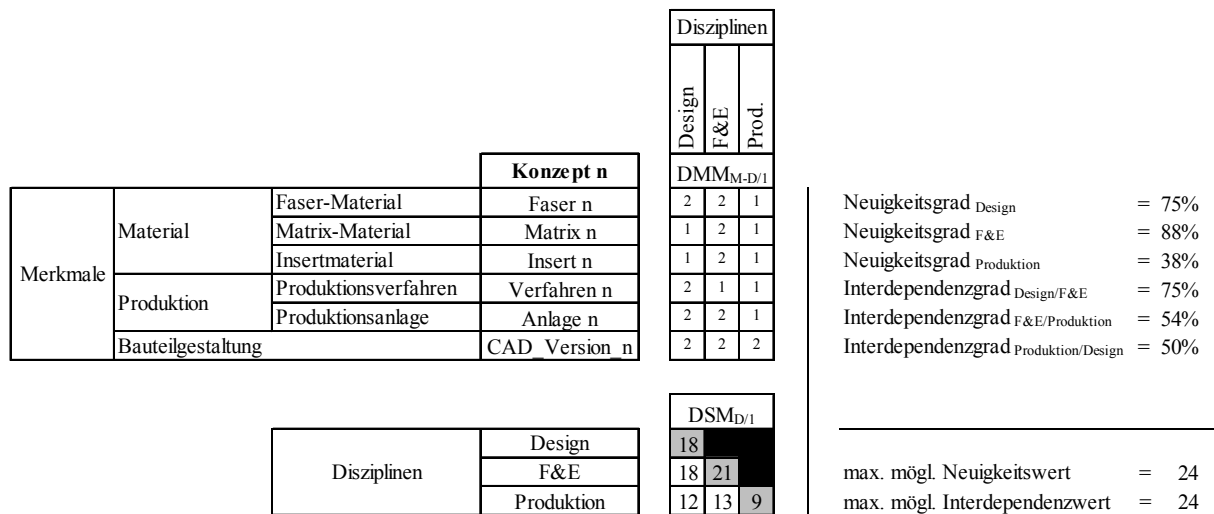 Disziplinen
Design F&E Prod.
Konzept n DMM M-D/1
Merkmale Material Faser-Material Faser n 2 2 1 Neuigkeitsgrad Design = 75%
Matrix-Material Matrix n 1 2 1 Neuigkeitsgrad F&E = 88%
Insertmaterial Insert n 1 2 1 Neuigkeitsgrad Produktion = 38%
Produktion Produktionsverfahren Verfahren n 2 1 1 Interdependenzgrad Design/F&E = 75%
Produktionsanlage Anlage n 2 2 1 Interdependenzgrad F&E/Produktion = 54%
Bauteilgestaltung CAD_Version_n 2 2 2 Interdependenzgrad Produktion/Design = 50%
DSM D/1
Disziplinen Design 18
F&E 18 21 max. mögl. Neuigkeitswert = 24
Produktion 12 13 9 max. mögl. Interdependenzwert = 24